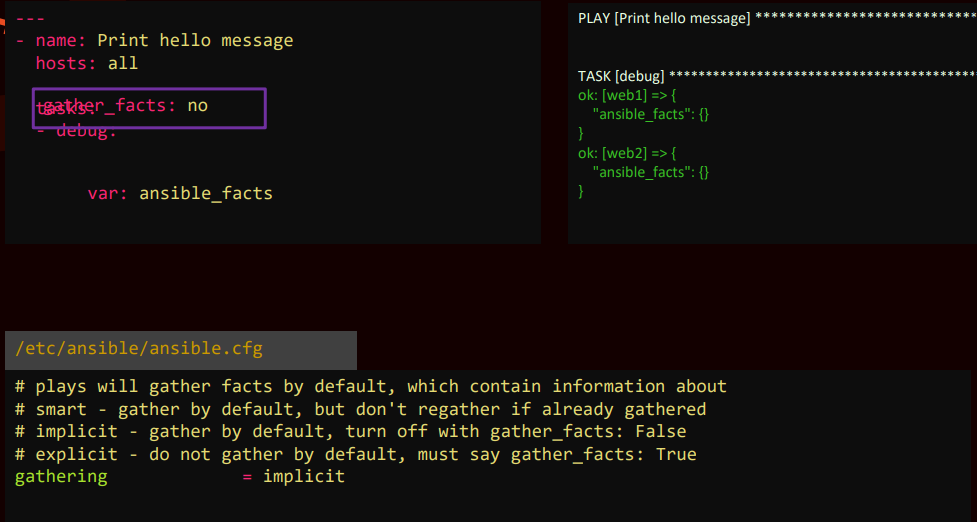 ---
- name: Print hello message
hosts: all
gather_facts: no
tasks:
- debug:
var: ansible_facts
PLAY [Print hello message] ******************************
TASK [debug] ******************************************
ok: [web1] => {
"ansible_facts": {}
}
ok: [web2] => {
"ansible_facts": {}
}
/etc/ansible/ansible.cfg
# plays will gather facts by default, which contain information about
# smart - gather by default, but don't regather if already gathered
# implicit - gather by default, turn off with gather_facts: False
# explicit - do not gather by default, must say gather_facts: True
gathering = implicit